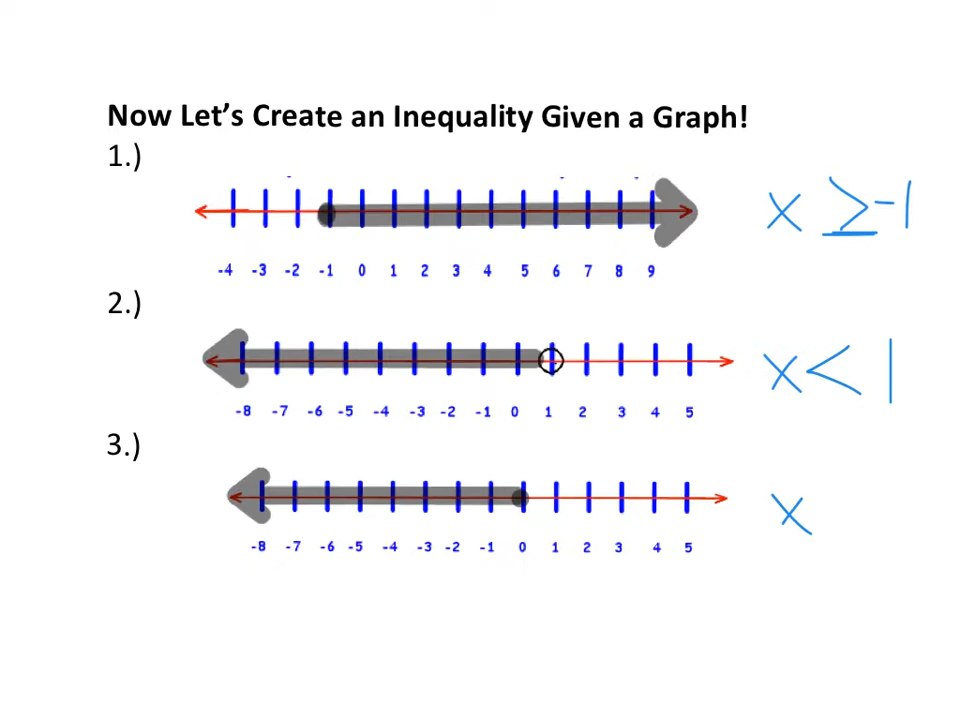 Now Let's Create an Inequality Given a Graph!
1.)
x ≥ -1
-4 -3 -2 -1 0 1 2 3 4 5 6 7 8 9
2.)
x < 1
-8 -7 -6 -5 -4 -3 -2 -1 0 1 2 3 4 5
3.)
x
-8 -7 -6 -5 -4 -3 -2 -1 0 1 2 3 4 5